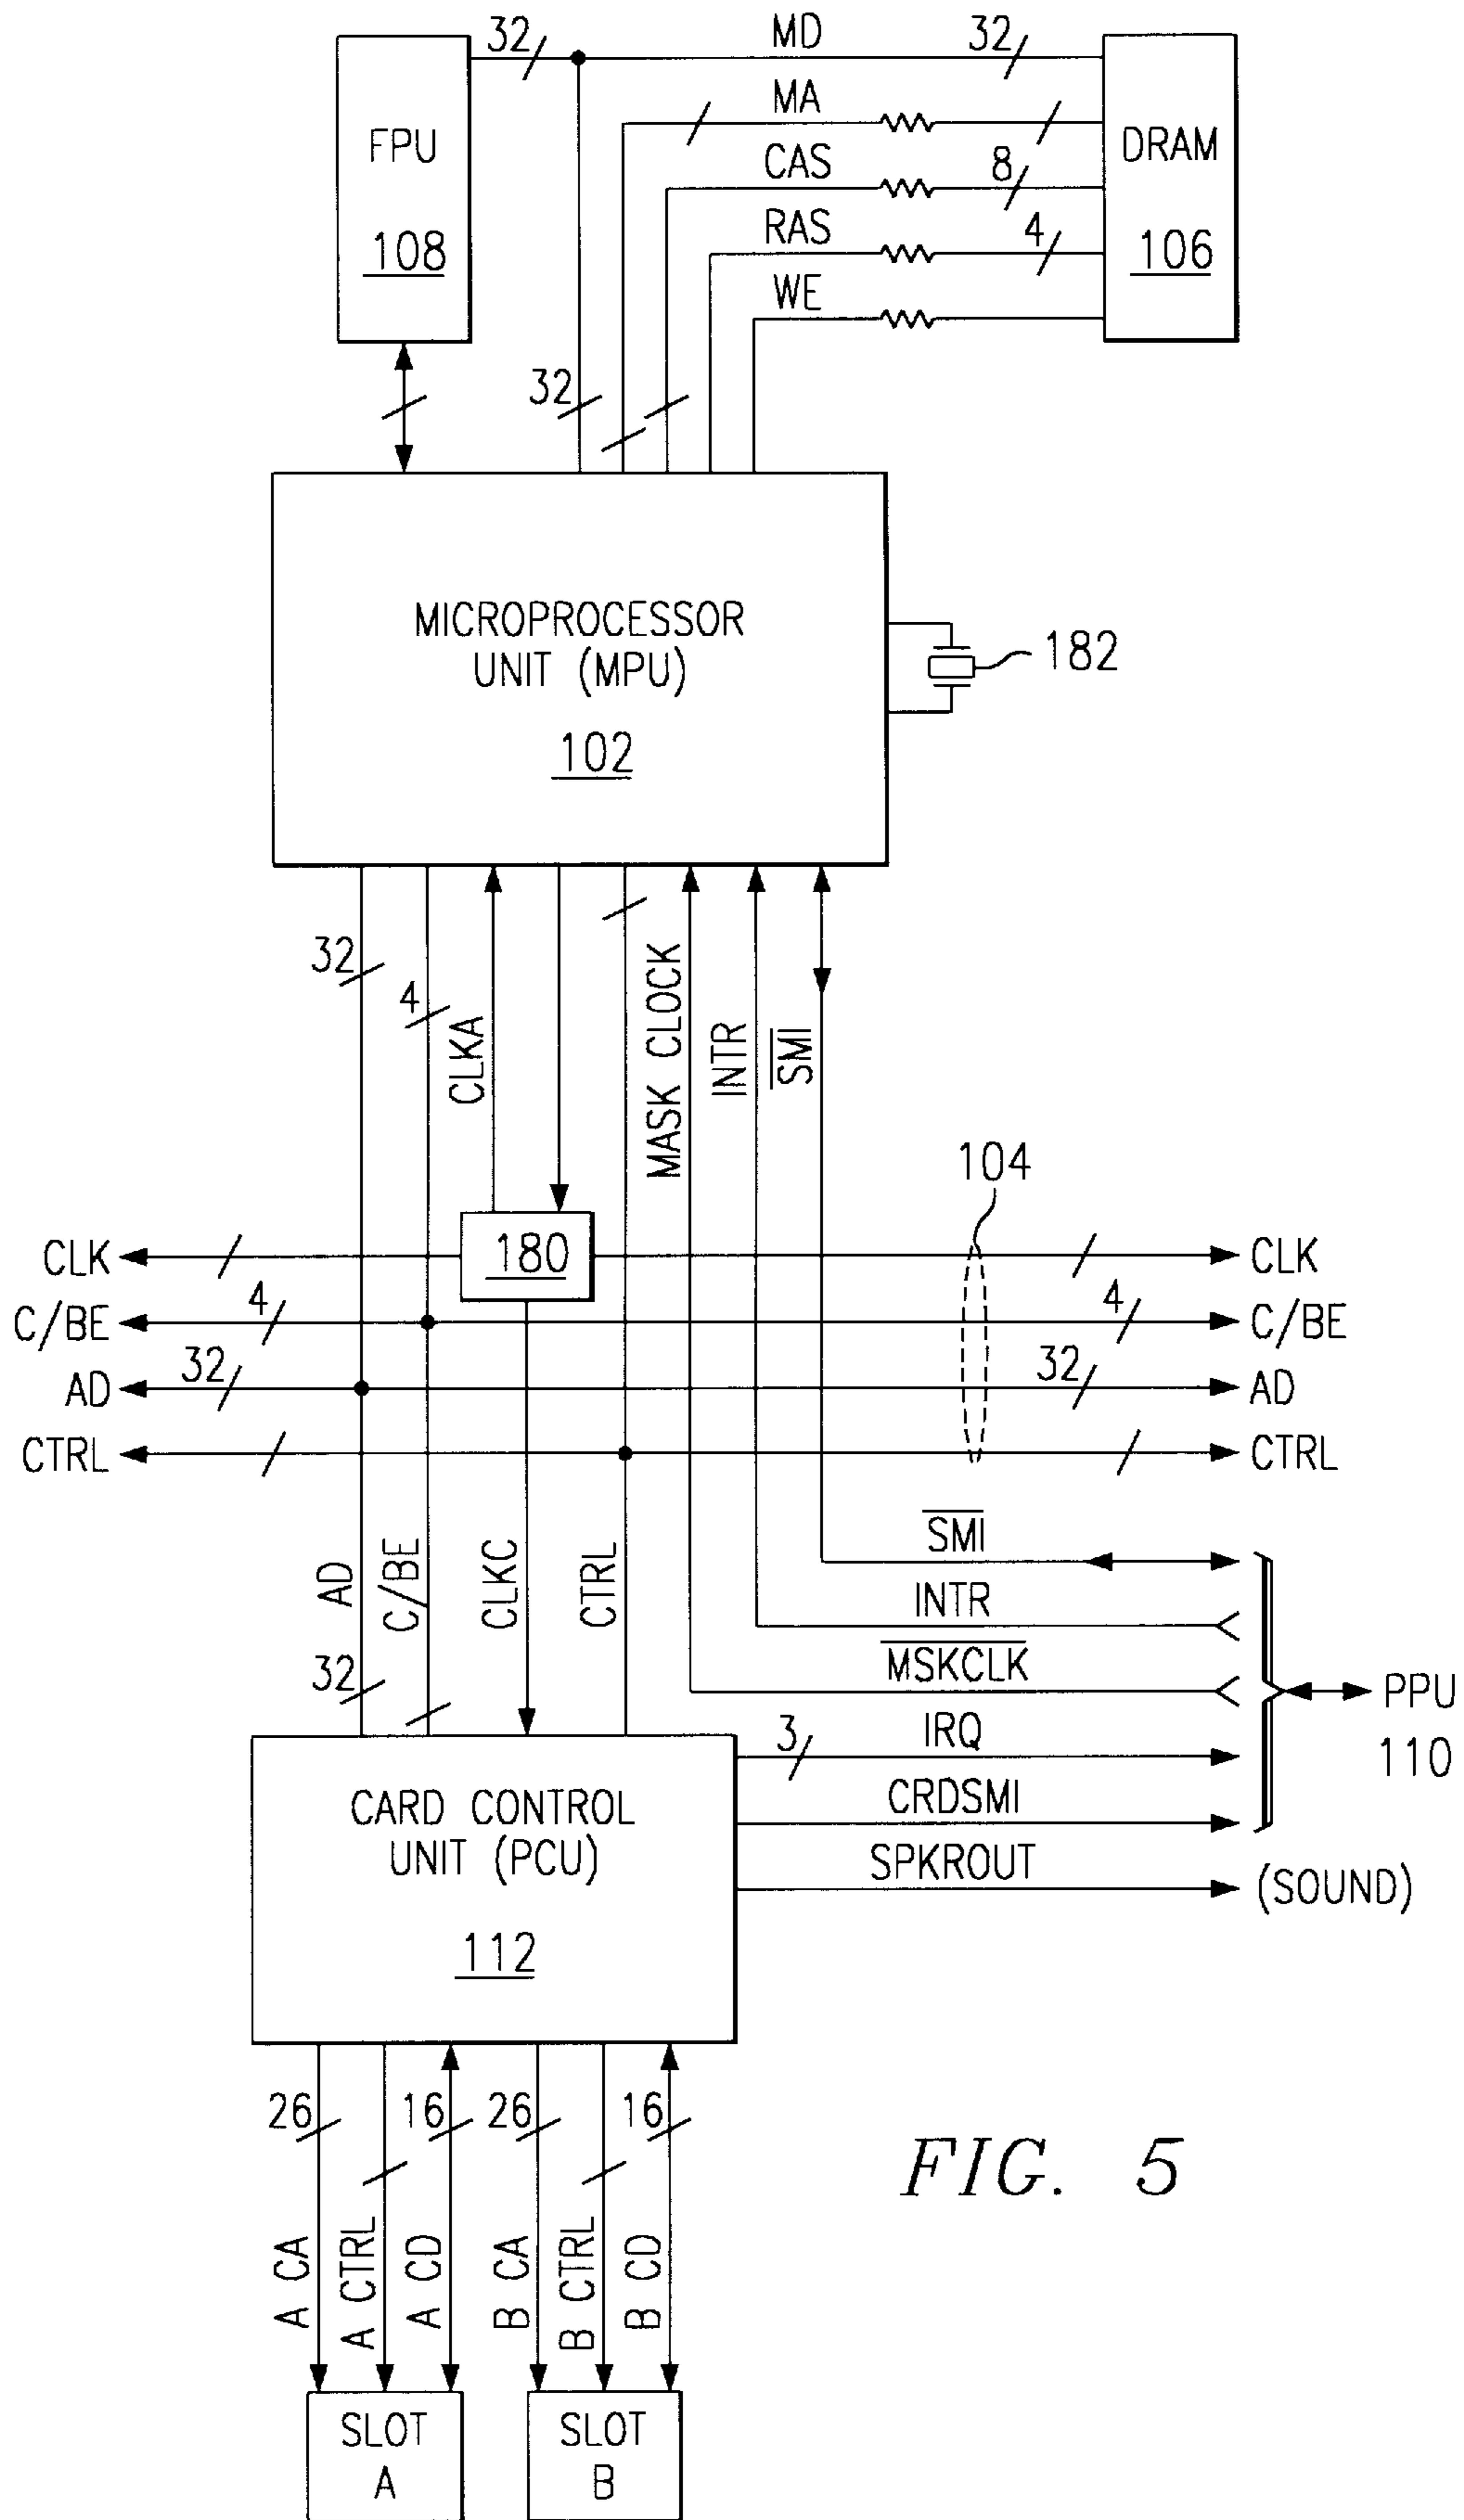 32
MD
32
MA
FPU
DRAM
CAS
8
RAS
4
108
106
WE
32
MICROPROCESSOR
UNIT (MPU)
182
102
32
4
CLKA
MASK CLOCK
INTR
SMI
104
CLK
180
CLK
4
4
C/BE
C/BE
32
32
AD
AD
CTRL
CTRL
AD
C/BE
CLKC
CTRL
SMI
INTR
MSKCLK
32
PPU
110
3
IRQ
CARD CONTROL
UNIT (PCU)
CRDSMI
SPKROUT
(SOUND)
112
26
16
26
16
A CA
A CTRL
A CD
B CA
B CTRL
B CD
FIG. 5
SLOT
A
SLOT
B